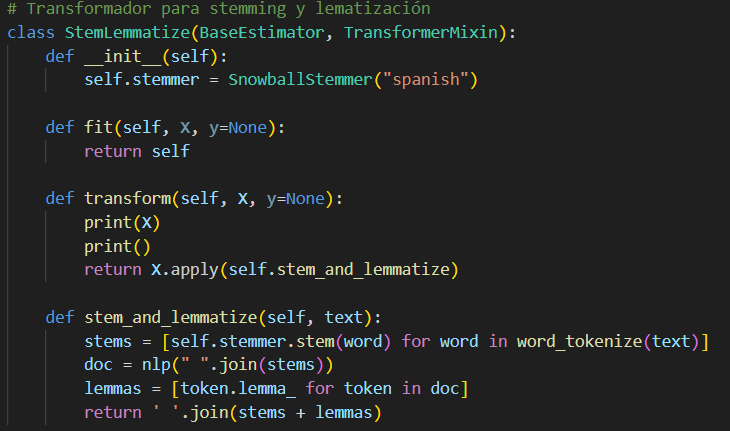 # Transformador para stemming y lematización
class StemLemmatize(BaseEstimator, TransformerMixin):
    def __init__(self):
        self.stemmer = SnowballStemmer("spanish")

    def fit(self, X, y=None):
        return self

    def transform(self, X, y=None):
        print(X)
        print()
        return X.apply(self.stem_and_lemmatize)

    def stem_and_lemmatize(self, text):
        stems = [self.stemmer.stem(word) for word in word_tokenize(text)]
        doc = nlp(" ".join(stems))
        lemmas = [token.lemma_ for token in doc]
        return ' '.join(stems + lemmas)